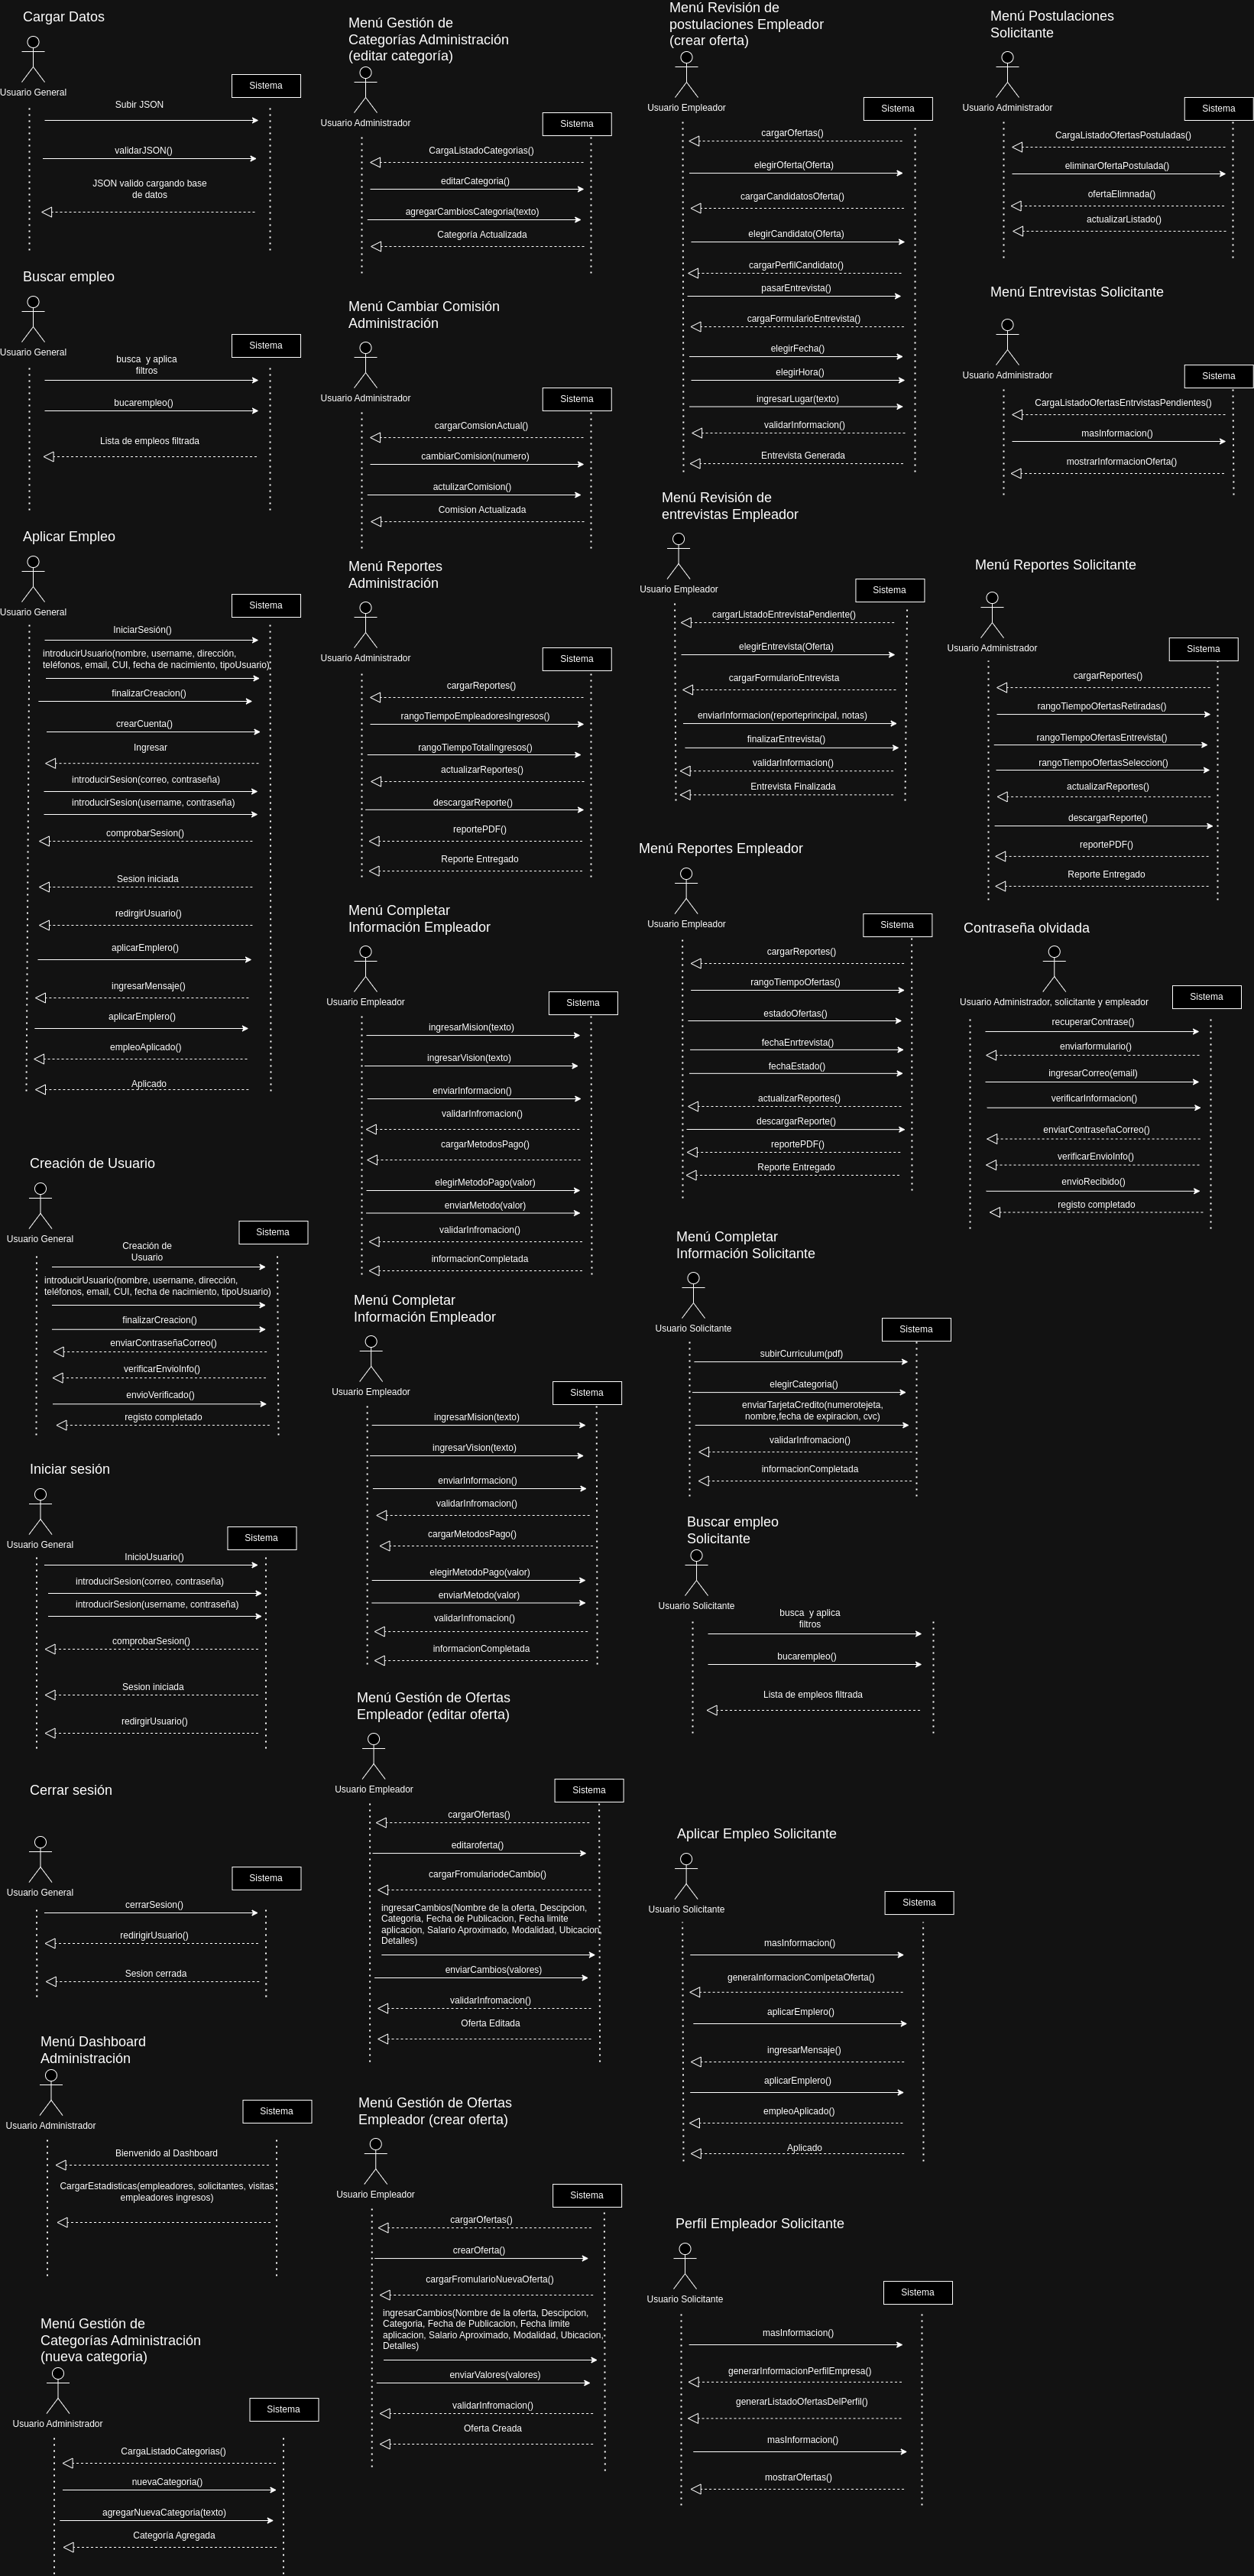 Cargar Datos
Usuario General
Sistema
Subir JSON
validarJSON()
JSON valido cargando base
de datos
Buscar empleo
Usuario General
Sistema
busca y aplica
filtros
bucarempleo()
Lista de empleos filtrada
Aplicar Empleo
Usuario General
Sistema
IniciarSesión()
introducirUsuario(nombre, username, dirección,
teléfonos, email, CUI, fecha de nacimiento, tipoUsuario)
finalizarCreacion()
crearCuenta()
Ingresar
introducirSesion(correo, contraseña)
introducirSesion(username, contraseña)
comprobarSesion()
Sesion iniciada
redirgirUsuario()
aplicarEmplero()
ingresarMensaje()
aplicarEmplero()
empleoAplicado()
Aplicado
Creación de Usuario
Usuario General
Sistema
Creación de
Usuario
introducirUsuario(nombre, username, dirección,
teléfonos, email, CUI, fecha de nacimiento, tipoUsuario)
finalizarCreacion()
enviarContraseñaCorreo()
verificarEnvioInfo()
envioVerificado()
registo completado
Iniciar sesión
Usuario General
Sistema
InicioUsuario()
introducirSesion(correo, contraseña)
introducirSesion(username, contraseña)
comprobarSesion()
Sesion iniciada
redirgirUsuario()
Cerrar sesión
Usuario General
Sistema
cerrarSesion()
redirigirUsuario()
Sesion cerrada
Menú Dashboard
Administración
Usuario Administrador
Sistema
Bienvenido al Dashboard
CargarEstadisticas(empleadores, solicitantes, visitas
empleadores ingresos)
Menú Gestión de
Categorías Administración
(nueva categoria)
Usuario Administrador
Sistema
CargaListadoCategorias()
nuevaCategoria()
agregarNuevaCategoria(texto)
Categoría Agregada
Menú Gestión de
Categorías Administración
(editar categoría)
Usuario Administrador
Sistema
CargaListadoCategorias()
editarCategoria()
agregarCambiosCategoria(texto)
Categoría Actualizada
Menú Cambiar Comisión
Administración
Usuario Administrador
Sistema
cargarComsionActual()
cambiarComision(numero)
actulizarComision()
Comision Actualizada
Menú Reportes
Administración
Usuario Administrador
Sistema
cargarReportes()
rangoTiempoEmpleadoresIngresos()
rangoTiempoTotalIngresos()
actualizarReportes()
descargarReporte()
reportePDF()
Reporte Entregado
Menú Completar
Información Empleador
Usuario Empleador
Sistema
ingresarMision(texto)
ingresarVision(texto)
enviarInformacion()
validarInfromacion()
cargarMetodosPago()
elegirMetodoPago(valor)
enviarMetodo(valor)
validarInfromacion()
informacionCompletada
Menú Completar
Información Empleador
Usuario Empleador
Sistema
ingresarMision(texto)
ingresarVision(texto)
enviarInformacion()
validarInfromacion()
cargarMetodosPago()
elegirMetodoPago(valor)
enviarMetodo(valor)
validarInfromacion()
informacionCompletada
Menú Gestión de Ofertas
Empleador (editar oferta)
Usuario Empleador
Sistema
cargarOfertas()
editaroferta()
cargarFromulariodeCambio()
ingresarCambios(Nombre de la oferta, Descipcion,
Categoria, Fecha de Publicacion, Fecha limite
aplicacion, Salario Aproximado, Modalidad, Ubicacion,
Detalles)
enviarCambios(valores)
validarInfromacion()
Oferta Editada
Menú Gestión de Ofertas
Empleador (crear oferta)
Usuario Empleador
Sistema
cargarOfertas()
crearOferta()
cargarFromularioNuevaOferta()
ingresarCambios(Nombre de la oferta, Descipcion,
Categoria, Fecha de Publicacion, Fecha limite
aplicacion, Salario Aproximado, Modalidad, Ubicacion,
Detalles)
enviarValores(valores)
validarInfromacion()
Oferta Creada
Menú Revisión de
postulaciones Empleador
(crear oferta)
Usuario Empleador
Sistema
cargarOfertas()
elegirOferta(Oferta)
cargarCandidatosOferta()
elegirCandidato(Oferta)
cargarPerfilCandidato()
pasarEntrevista()
cargaFormularioEntrevista()
elegirFecha()
elegirHora()
ingresarLugar(texto)
validarInformacion()
Entrevista Generada
Menú Revisión de
entrevistas Empleador
Usuario Empleador
Sistema
cargarListadoEntrevistaPendiente()
elegirEntrevista(Oferta)
cargarFormularioEntrevista
enviarInformacion(reporteprincipal, notas)
finalizarEntrevista()
validarInformacion()
Entrevista Finalizada
Menu Reportes Empleador
Usuario Empleador
Sistema
cargarReportes()
rangoTiempoOfertas()
estadoOfertas()
fechaEnrtrevista()
fechaEstado()
actualizarReportes()
descargarReporte()
reportePDF()
Reporte Entregado
Menú Completar
Información Solicitante
Usuario Solicitante
Sistema
subirCurriculum(pdf)
elegirCategoria()
enviarTarjetaCredito(numerotejeta,
nombre,fecha de expiracion, cvc)
validarInfromacion()
informacionCompletada
Buscar empleo
Solicitante
Usuario Solicitante
busca y aplica
filtros
bucarempleo()
Lista de empleos filtrada
Aplicar Empleo Solicitante
Usuario Solicitante
Sistema
masInformacion()
generaInformacionComlpetaOferta()
aplicarEmplero()
ingresarMensaje()
aplicarEmplero()
empleoAplicado()
Aplicado
Perfil Empleador Solicitante
Usuario Solicitante
Sistema
masInformacion()
generarInformacionPerfilEmpresa()
generarListadoOfertasDelPerfil()
masInformacion()
mostrarOfertas()
Menú Postulaciones
Solicitante
Usuario Administrador
Sistema
CargaListadoOfertasPostuladas()
eliminarOfertaPostulada()
ofertaElimnada()
actualizarListado()
Menú Entrevistas Solicitante
Usuario Administrador
Sistema
CargaListadoOfertasEntrvistasPendientes()
masInformacion()
mostrarInformacionOferta()
Menú Reportes Solicitante
Usuario Administrador
Sistema
cargarReportes()
rangoTiempoOfertasRetiradas()
rangoTiempoOfertasEntrevista()
rangoTiempoOfertasSeleccion()
actualizarReportes()
descargarReporte()
reportePDF()
Reporte Entregado
Contraseña olvidada
Usuario Administrador, solicitante y empleador
Sistema
recuperarContrase()
enviarformulario()
ingresarCorreo(email)
verificarInformacion()
enviarContraseñaCorreo()
verificarEnvioInfo()
envioRecibido()
registo completado